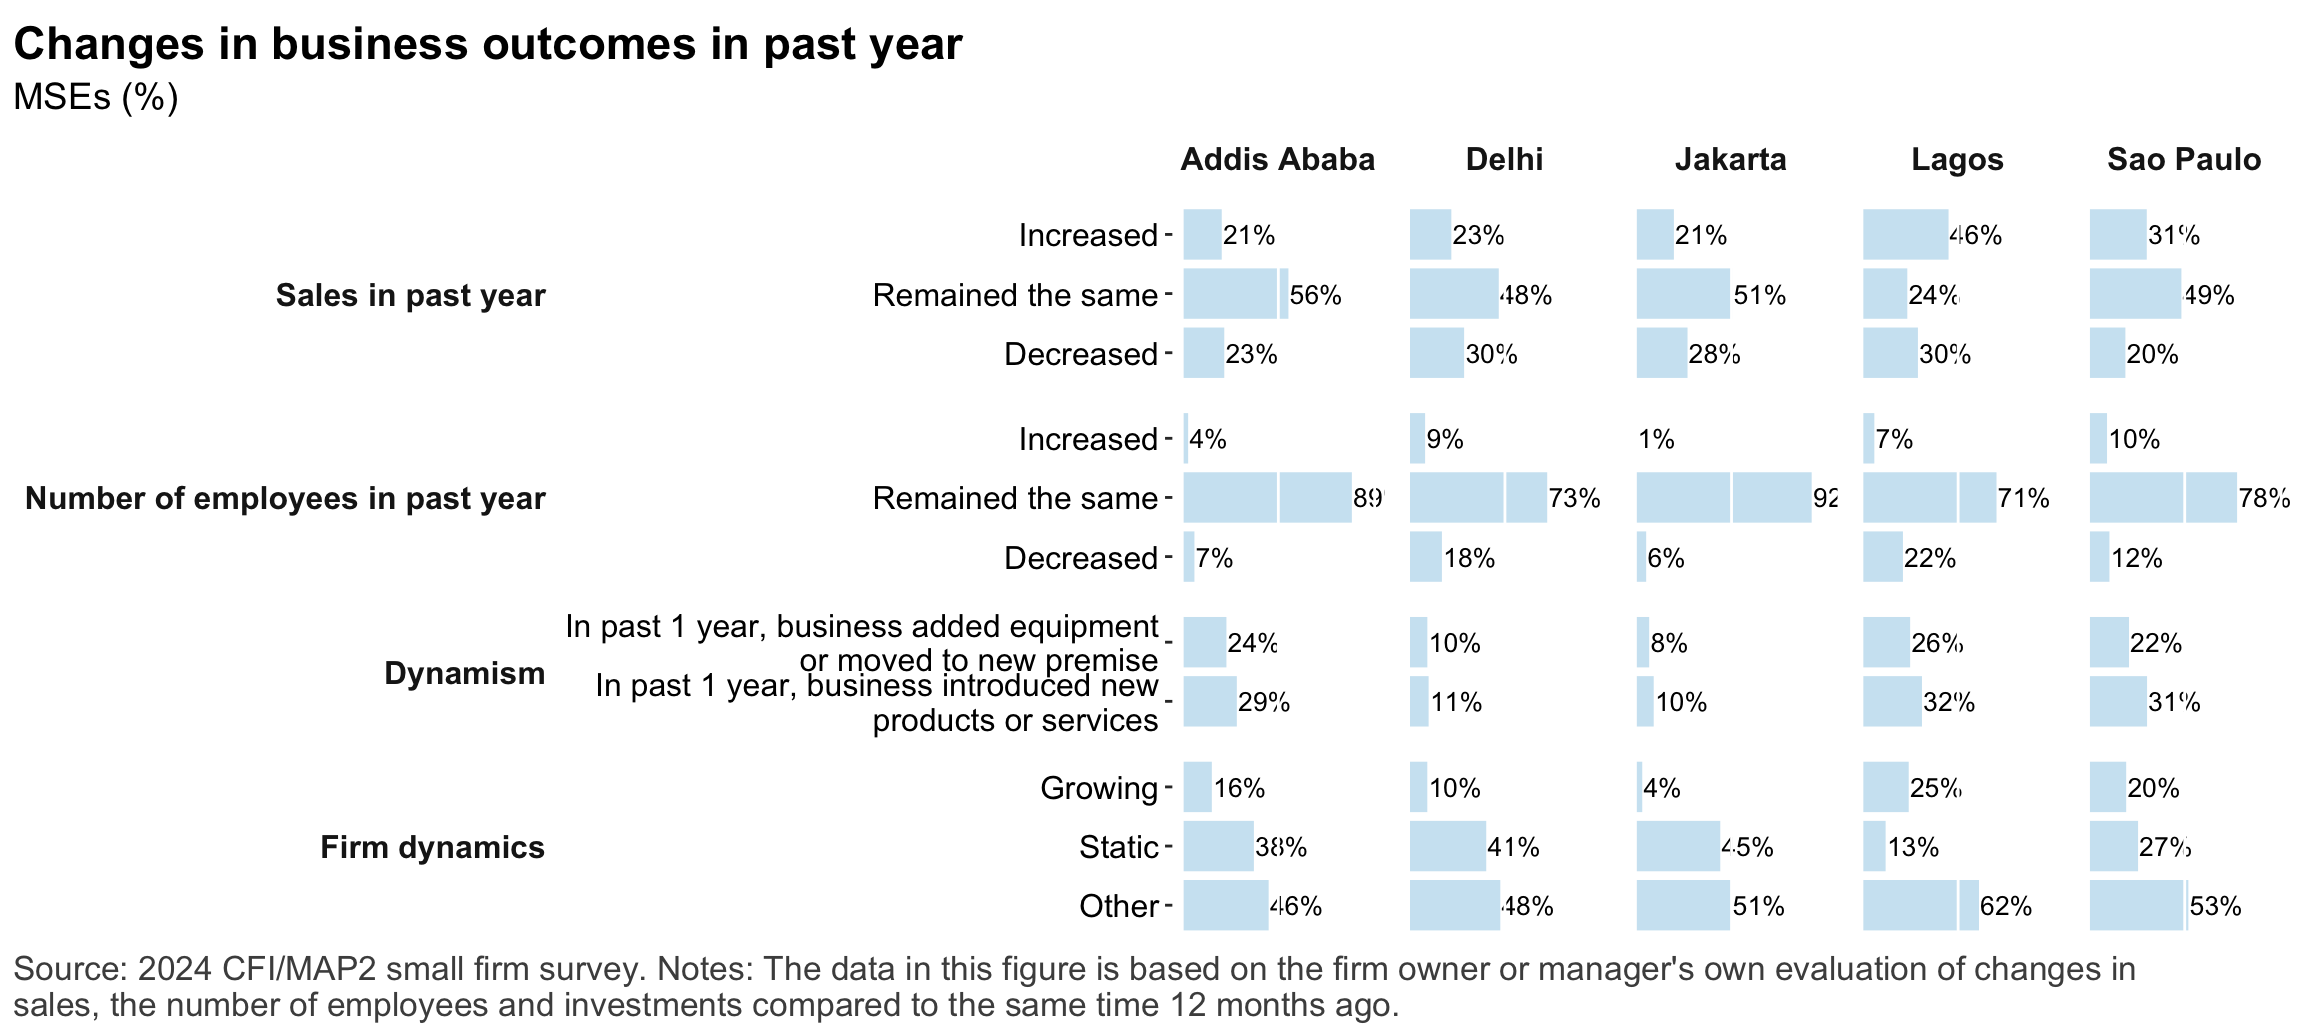 Changes in business outcomes in past year
MSEs (%)
Addis Ababa Delhi Jakarta Lagos Sao Paulo
Increased 21% 23% 21% 46% 31%
Sales in past year Remained the same 56% 48% 51% 24% 49%
Decreased 23% 30% 28% 30% 20%
Increased 4% 9% 1% 7% 10%
Number of employees in past year Remained the same 89 73% 92 71% 78%
Decreased 7% 18% 6% 22% 12%
In past 1 year, business added equipment
or moved to new premise 24% 10% 8% 26% 22%
Dynamism
In past 1 year, business introduced new
products or services 29% 11% 10% 32% 31%
Growing 16% 10% 4% 25% 20%
Firm dynamics Static 38% 41% 45% 13% 27%
Other 46% 48% 51% 62% 53%
Source: 2024 CFI/MAP2 small firm survey. Notes: The data in this figure is based on the firm owner or manager's own evaluation of changes in
sales, the number of employees and investments compared to the same time 12 months ago.